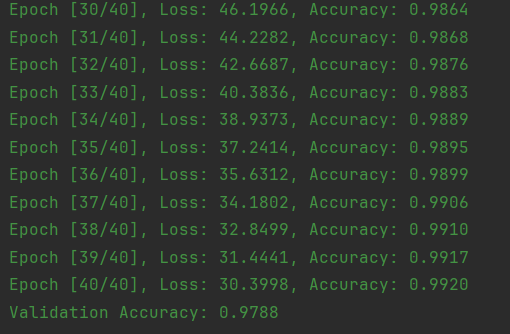 Epoch [30/40], Loss: 46.1966, Accuracy: 0.9864
Epoch [31/40], Loss: 44.2282, Accuracy: 0.9868
Epoch [32/40], Loss: 42.6687, Accuracy: 0.9876
Epoch [33/40], Loss: 40.3836, Accuracy: 0.9883
Epoch [34/40], Loss: 38.9373, Accuracy: 0.9889
Epoch [35/40], Loss: 37.2414, Accuracy: 0.9895
Epoch [36/40], Loss: 35.6312, Accuracy: 0.9899
Epoch [37/40], Loss: 34.1802, Accuracy: 0.9906
Epoch [38/40], Loss: 32.8499, Accuracy: 0.9910
Epoch [39/40], Loss: 31.4441, Accuracy: 0.9917
Epoch [40/40], Loss: 30.3998, Accuracy: 0.9920
Validation Accuracy: 0.9788